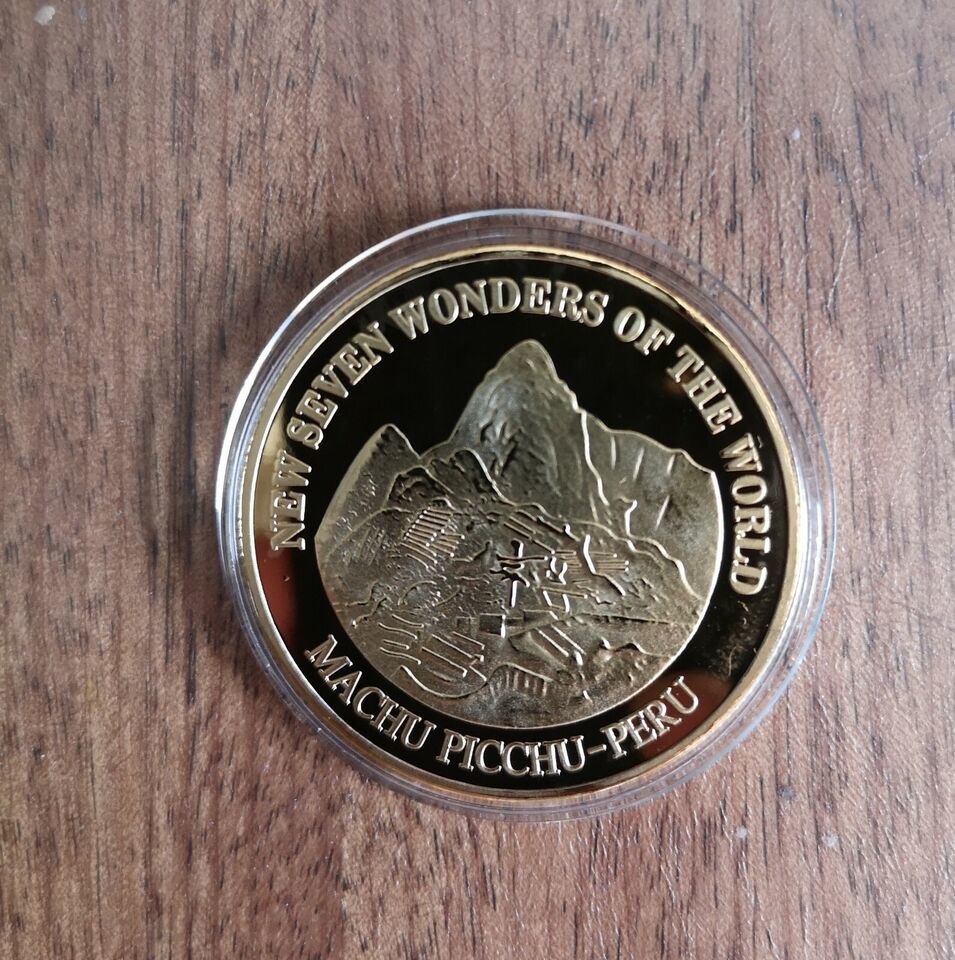 NEW SEVEN WONDERS OF THE WORLD
MACHU PICCHU-PERU